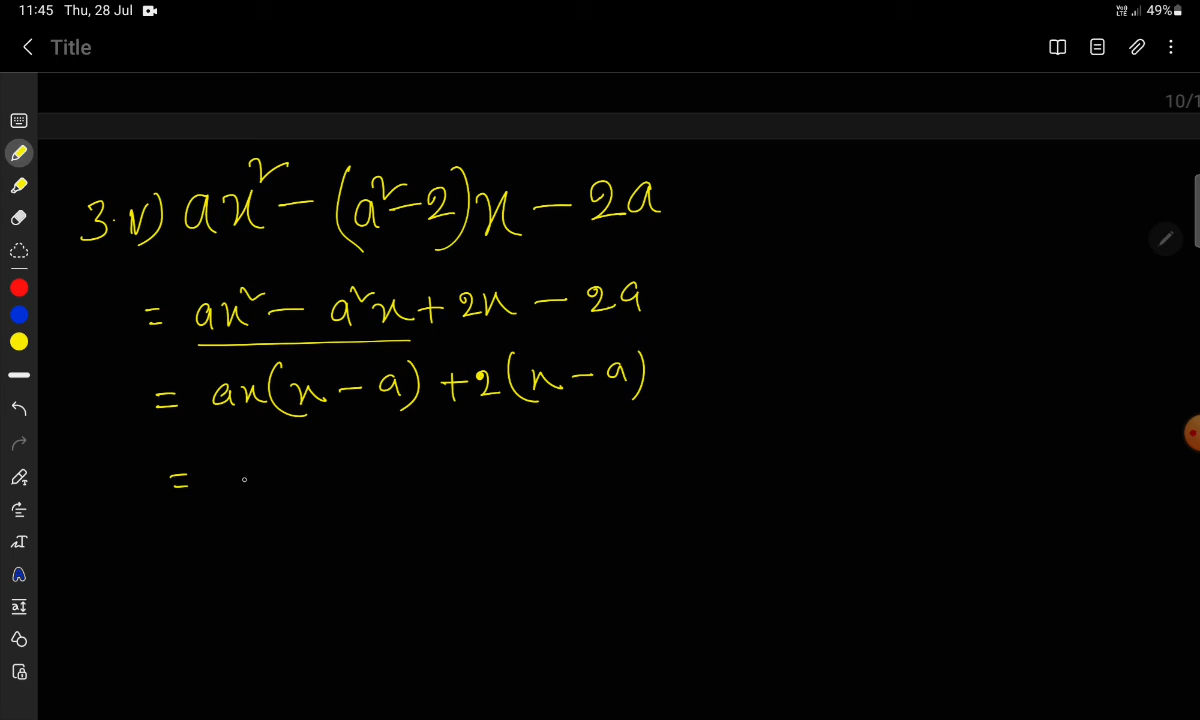 11:45 Thu, 28 Jul 49%
Title
10/1
3.v) ax² - (a²-2)x - 2a
= ax² - a²x + 2x - 2a
= ax(x - a) + 2(x - a)
=